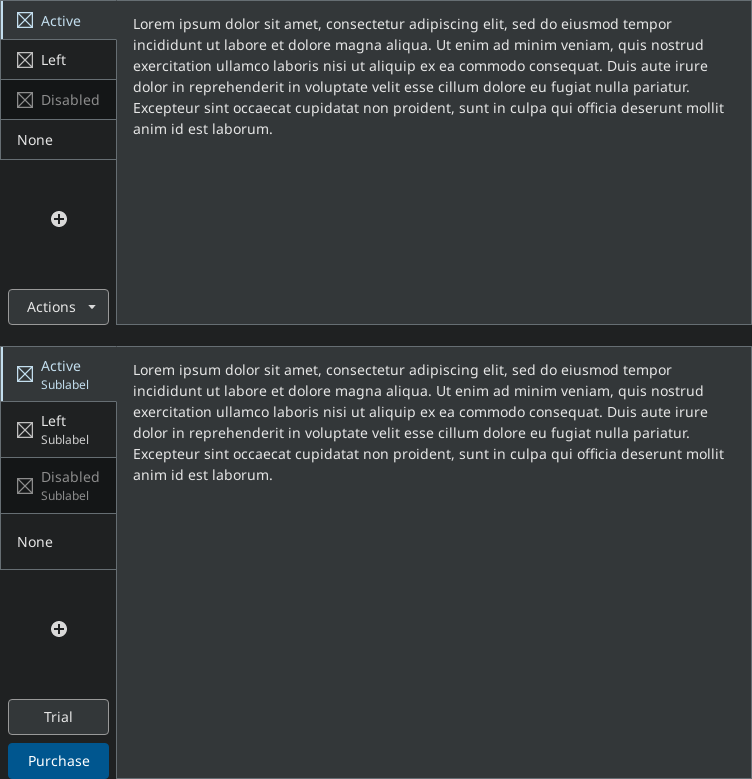 Active
Left
Disabled
None
Actions
Lorem ipsum dolor sit amet, consectetur adipiscing elit, sed do eiusmod tempor
incididunt ut labore et dolore magna aliqua. Ut enim ad minim veniam, quis nostrud
exercitation ullamco laboris nisi ut aliquip ex ea commodo consequat. Duis aute irure
dolor in reprehenderit in voluptate velit esse cillum dolore eu fugiat nulla pariatur.
Excepteur sint occaecat cupidatat non proident, sunt in culpa qui officia deserunt mollit
anim id est laborum.
Active
Sublabel
Left
Sublabel
Disabled
Sublabel
None
Trial
Purchase
Lorem ipsum dolor sit amet, consectetur adipiscing elit, sed do eiusmod tempor
incididunt ut labore et dolore magna aliqua. Ut enim ad minim veniam, quis nostrud
exercitation ullamco laboris nisi ut aliquip ex ea commodo consequat. Duis aute irure
dolor in reprehenderit in voluptate velit esse cillum dolore eu fugiat nulla pariatur.
Excepteur sint occaecat cupidatat non proident, sunt in culpa qui officia deserunt mollit
anim id est laborum.